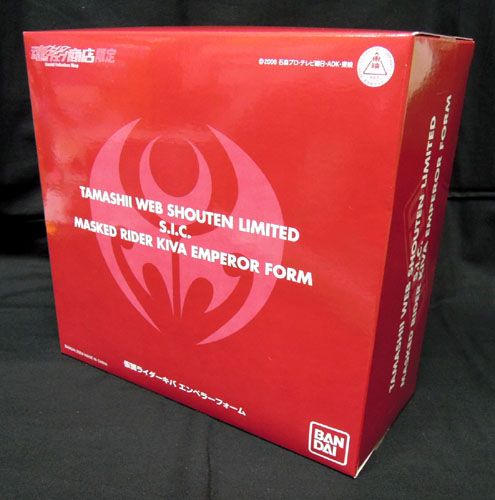 魂ウェブ商店限定
©2008 石森プロ・テレビ朝日・ADK・東映
TAMASHII WEB SHOUTEN LIMITED
S.I.C.
MASKED RIDER KIVA EMPEROR FORM
仮面ライダーキバ エンペラーフォーム
BAN
DAI
TAMASHII WEB SHOUTEN LIMITED
S.I.C.
MASKED RIDER KIVA EMPEROR FORM